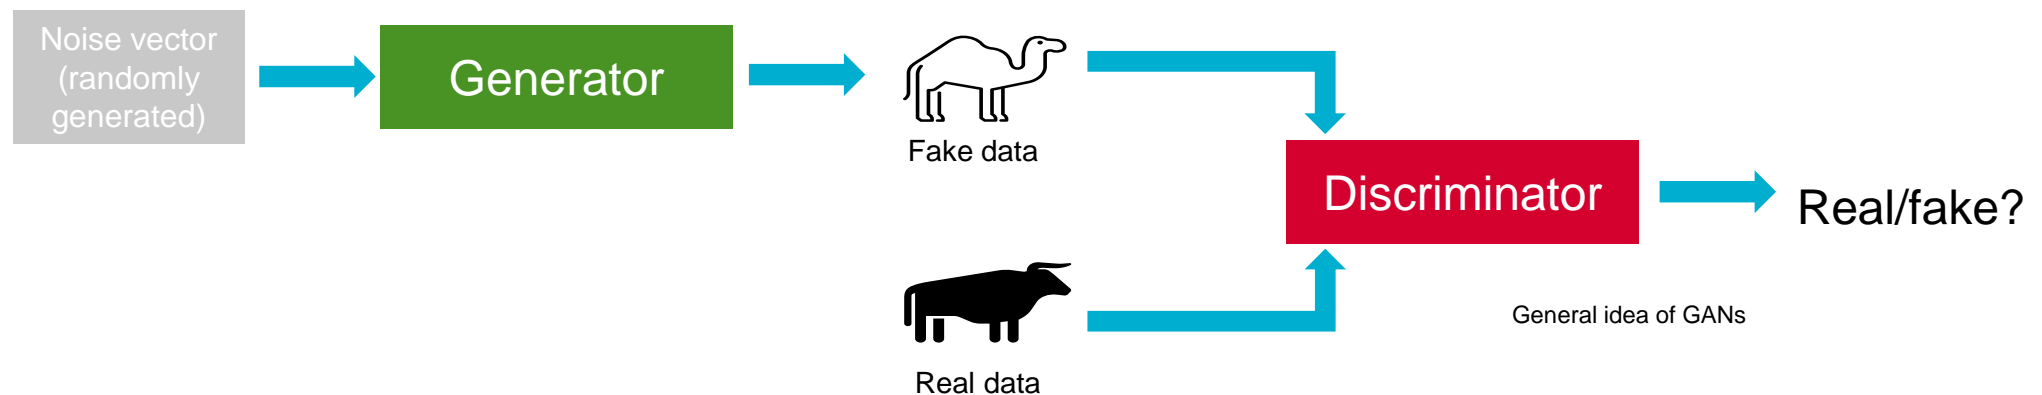 Noise vector
(randomly
generated)
Generator
Fake data
Discriminator
Real/fake?
General idea of GANs
Real data